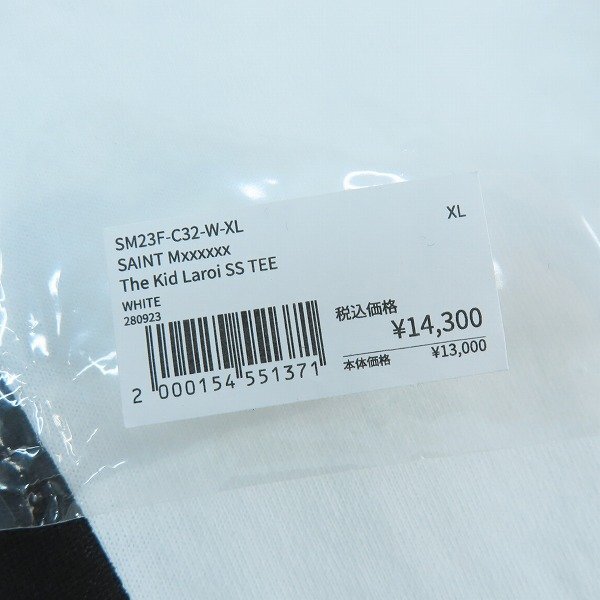 SM23F-C32-W-XL
XL
SAINT Mxxxxxx
The Kid Laroi SS TEE
WHITE
280923
税込価格
¥14,300
本体価格 ¥13,000
2 000154 551371